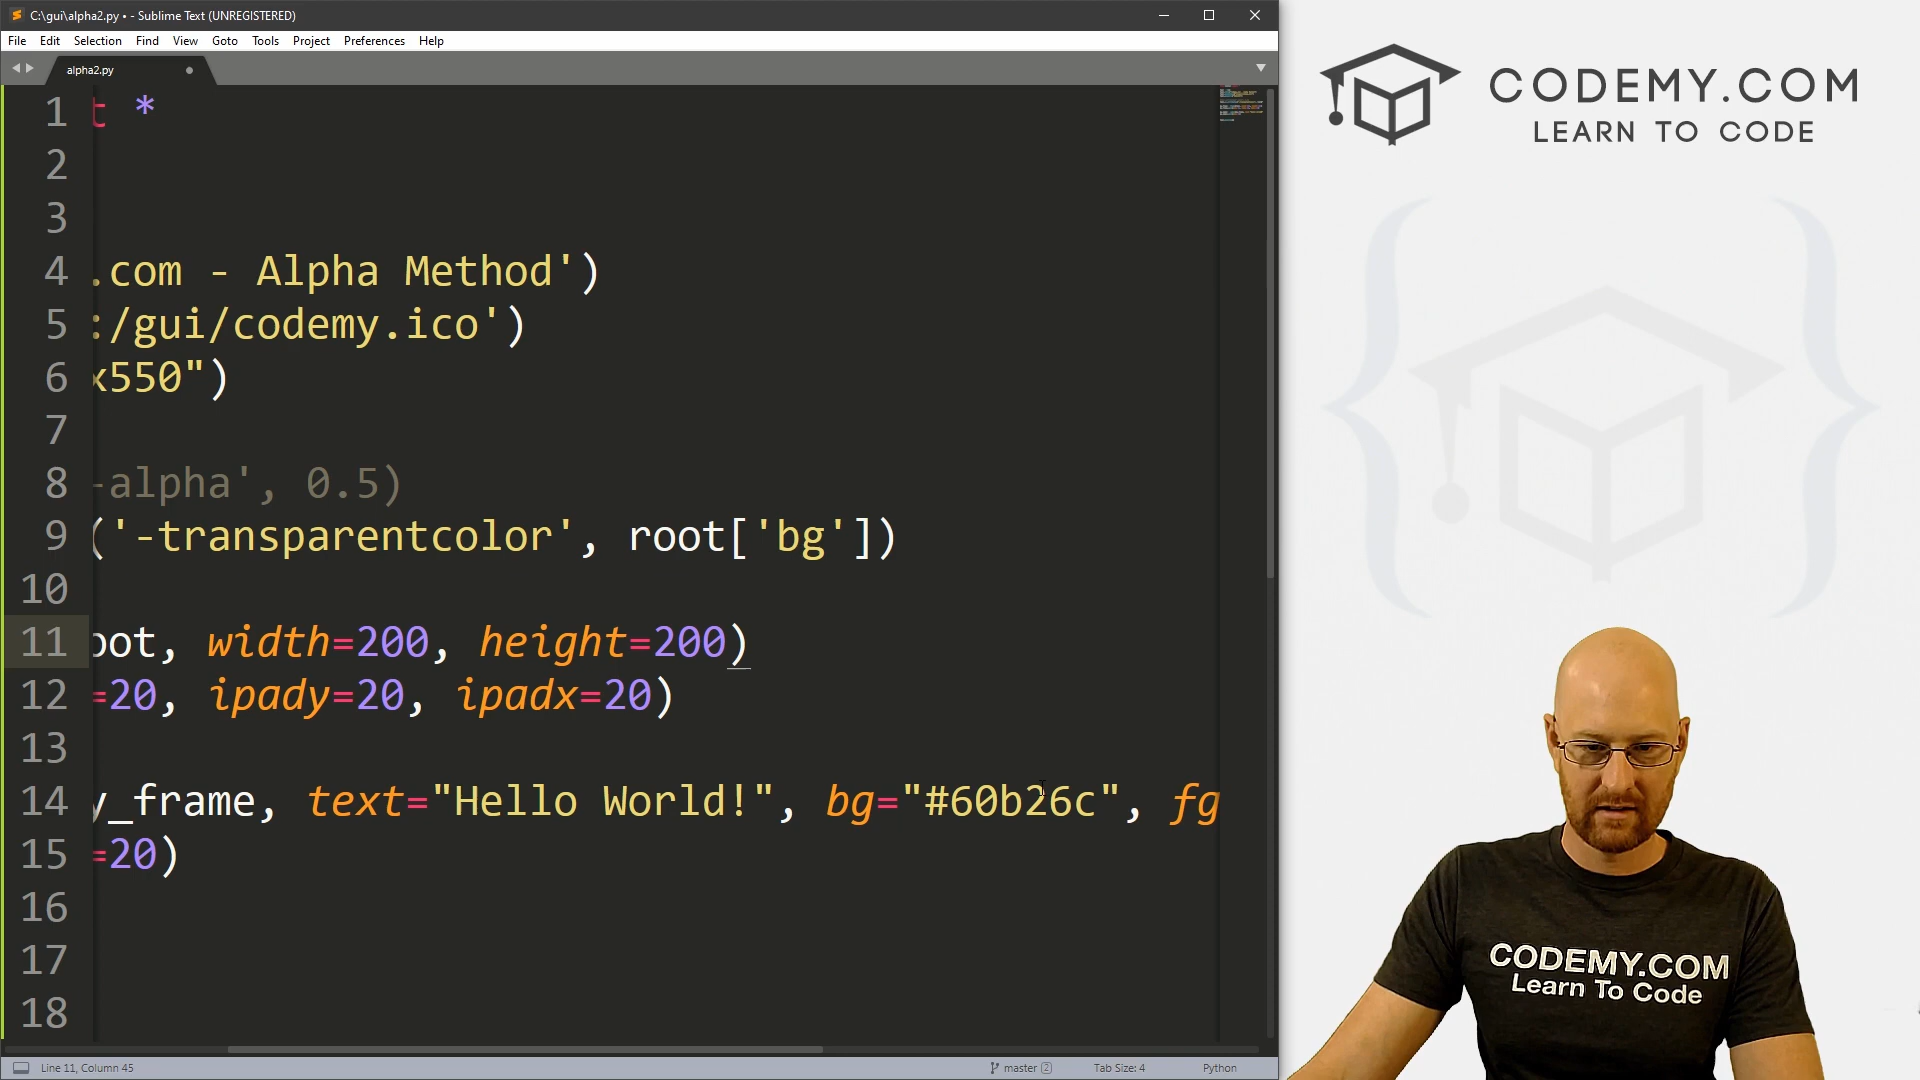 C:\gui\alpha2.py • - Sublime Text (UNREGISTERED)
File Edit Selection Find View Goto Tools Project Preferences Help
alpha2.py
1 t *
2
3
4 .com - Alpha Method')
5 :/gui/codemy.ico')
6 x550")
7
8 -alpha', 0.5)
9 ('-transparentcolor', root['bg'])
10
11 oot, width=200, height=200)
12 =20, ipady=20, ipadx=20)
13
14 y_frame, text="Hello World!", bg="#60b26c", fg
15 =20)
16
17
18
Line 11, Column 45 master 2 Tab Size: 4 Python
CODEMY.COM
LEARN TO CODE
CODEMY.COM
Learn To Code